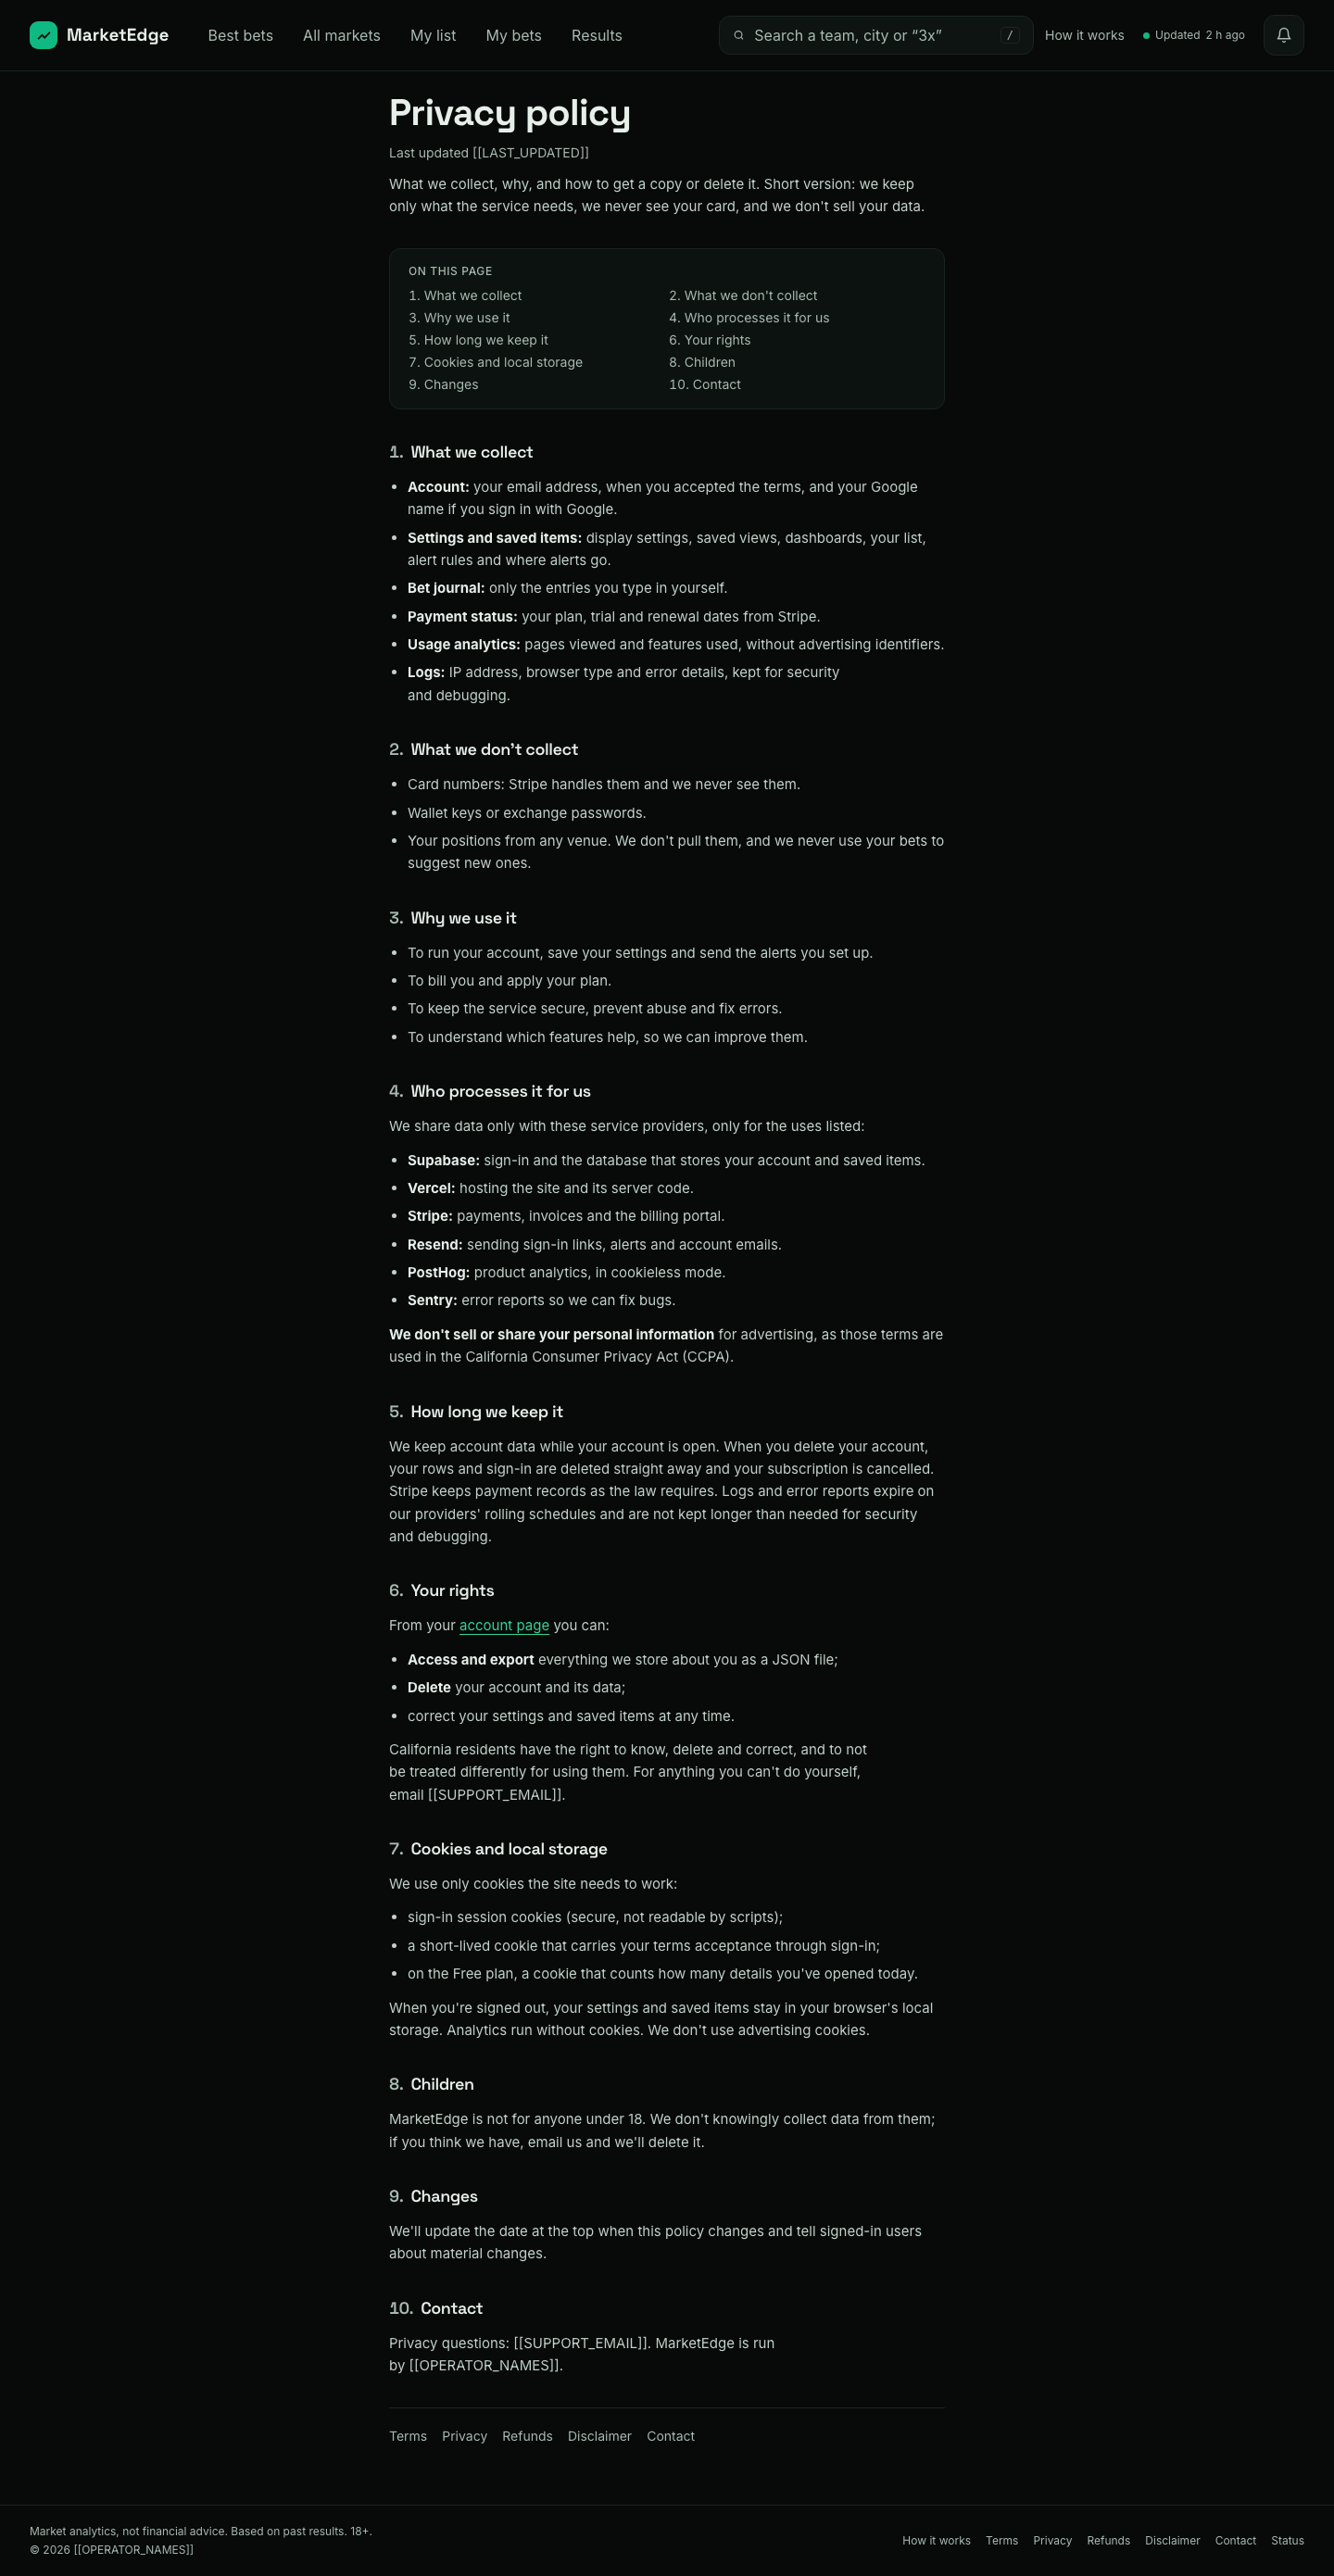 MarketEdge
Best bets
All markets
My list
My bets
Results
Search a team, city or “3x”
/
How it works
Updated 2 h ago
Privacy policy
Last updated [[LAST_UPDATED]]
What we collect, why, and how to get a copy or delete it. Short version: we keep
only what the service needs, we never see your card, and we don't sell your data.
ON THIS PAGE
1. What we collect
2. What we don't collect
3. Why we use it
4. Who processes it for us
5. How long we keep it
6. Your rights
7. Cookies and local storage
8. Children
9. Changes
10. Contact
1. What we collect
• Account: your email address, when you accepted the terms, and your Google
name if you sign in with Google.
• Settings and saved items: display settings, saved views, dashboards, your list,
alert rules and where alerts go.
• Bet journal: only the entries you type in yourself.
• Payment status: your plan, trial and renewal dates from Stripe.
• Usage analytics: pages viewed and features used, without advertising identifiers.
• Logs: IP address, browser type and error details, kept for security
and debugging.
2. What we don’t collect
• Card numbers: Stripe handles them and we never see them.
• Wallet keys or exchange passwords.
• Your positions from any venue. We don't pull them, and we never use your bets to
suggest new ones.
3. Why we use it
• To run your account, save your settings and send the alerts you set up.
• To bill you and apply your plan.
• To keep the service secure, prevent abuse and fix errors.
• To understand which features help, so we can improve them.
4. Who processes it for us
We share data only with these service providers, only for the uses listed:
• Supabase: sign-in and the database that stores your account and saved items.
• Vercel: hosting the site and its server code.
• Stripe: payments, invoices and the billing portal.
• Resend: sending sign-in links, alerts and account emails.
• PostHog: product analytics, in cookieless mode.
• Sentry: error reports so we can fix bugs.
We don't sell or share your personal information for advertising, as those terms are
used in the California Consumer Privacy Act (CCPA).
5. How long we keep it
We keep account data while your account is open. When you delete your account,
your rows and sign-in are deleted straight away and your subscription is cancelled.
Stripe keeps payment records as the law requires. Logs and error reports expire on
our providers' rolling schedules and are not kept longer than needed for security
and debugging.
6. Your rights
From your account page you can:
• Access and export everything we store about you as a JSON file;
• Delete your account and its data;
• correct your settings and saved items at any time.
California residents have the right to know, delete and correct, and to not
be treated differently for using them. For anything you can't do yourself,
email [[SUPPORT_EMAIL]].
7. Cookies and local storage
We use only cookies the site needs to work:
• sign-in session cookies (secure, not readable by scripts);
• a short-lived cookie that carries your terms acceptance through sign-in;
• on the Free plan, a cookie that counts how many details you've opened today.
When you're signed out, your settings and saved items stay in your browser's local
storage. Analytics run without cookies. We don't use advertising cookies.
8. Children
MarketEdge is not for anyone under 18. We don't knowingly collect data from them;
if you think we have, email us and we'll delete it.
9. Changes
We'll update the date at the top when this policy changes and tell signed-in users
about material changes.
10. Contact
Privacy questions: [[SUPPORT_EMAIL]]. MarketEdge is run
by [[OPERATOR_NAMES]].
Terms
Privacy
Refunds
Disclaimer
Contact
Market analytics, not financial advice. Based on past results. 18+.
© 2026 [[OPERATOR_NAMES]]
How it works
Terms
Privacy
Refunds
Disclaimer
Contact
Status